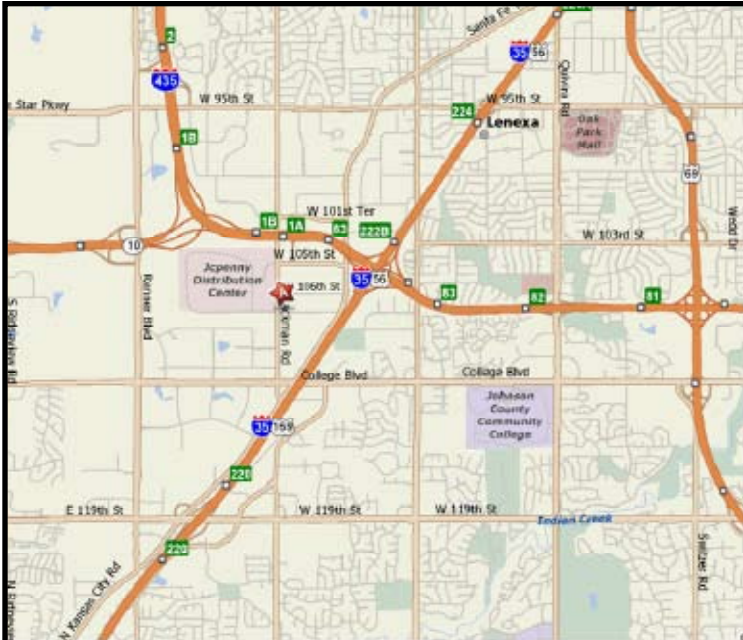 Santa Fe
35
56
2
435
W 95th St
W 95th St
Star Pkwy
Quivira Rd
224
Lenexa
Oak
Park
Mall
1B
69
W 101st Ter
1B
1A
83
222B
W 103rd St
10
W 105th St
Jcpenny
Distribution
Center
106th St
35
56
Renner Blvd
83
82
81
College Blvd
College Blvd
Johnson
County
Community
College
35
169
220
E 119th St
W 119th St
W 119th St
Indian Creek
220
Switzer Rd
N Kansas City Rd